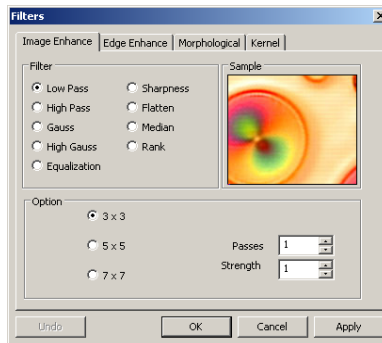 Filters
Image Enhance Edge Enhance Morphological Kernel
Filter
Low Pass
High Pass
Gauss
High Gauss
Equalization
Sharpness
Flatten
Median
Rank
Sample
Option
3 x 3
5 x 5
7 x 7
Passes 1
Strength 1
Undo OK Cancel Apply